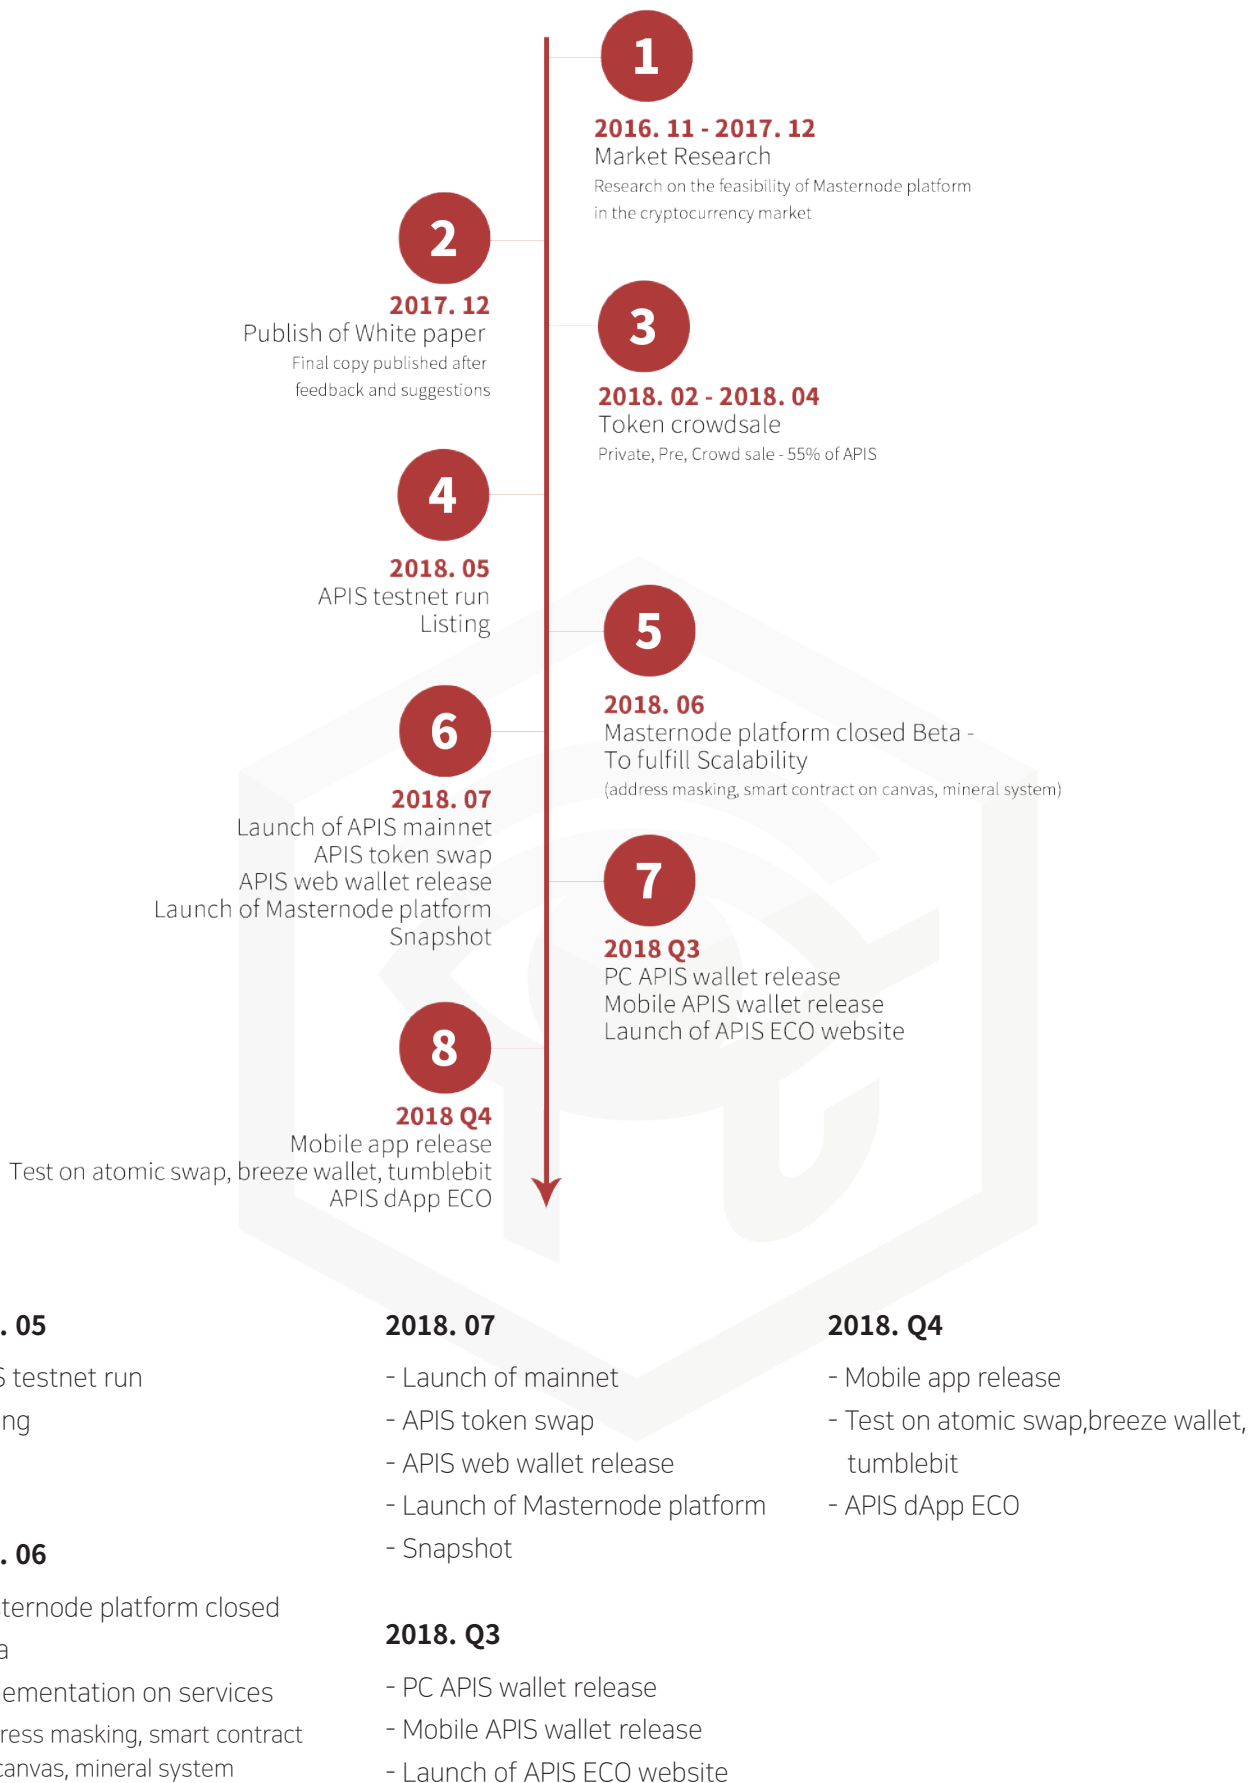 1
2016. 11 - 2017. 12
Market Research
Research on the feasibility of Masternode platform
in the cryptocurrency market
2
2017. 12
Publish of White paper
Final copy published after
feedback and suggestions
3
2018. 02 - 2018. 04
Token crowdsale
Private, Pre, Crowd sale - 55% of APIS
4
2018. 05
APIS testnet run
Listing
5
2018. 06
Masternode platform closed Beta -
To fulfill Scalability
(address masking, smart contract on canvas, mineral system)
6
2018. 07
Launch of APIS mainnet
APIS token swap
APIS web wallet release
Launch of Masternode platform
Snapshot
7
2018 Q3
PC APIS wallet release
Mobile APIS wallet release
Launch of APIS ECO website
8
2018 Q4
Mobile app release
Test on atomic swap, breeze wallet, tumblebit
APIS dApp ECO
. 05
S testnet run
ng
. 06
ternode platform closed
a
lementation on services
ress masking, smart contract
canvas, mineral system
2018. 07
- Launch of mainnet
- APIS token swap
- APIS web wallet release
- Launch of Masternode platform
- Snapshot
2018. Q3
- PC APIS wallet release
- Mobile APIS wallet release
- Launch of APIS ECO website
2018. Q4
- Mobile app release
- Test on atomic swap,breeze wallet,
tumblebit
- APIS dApp ECO